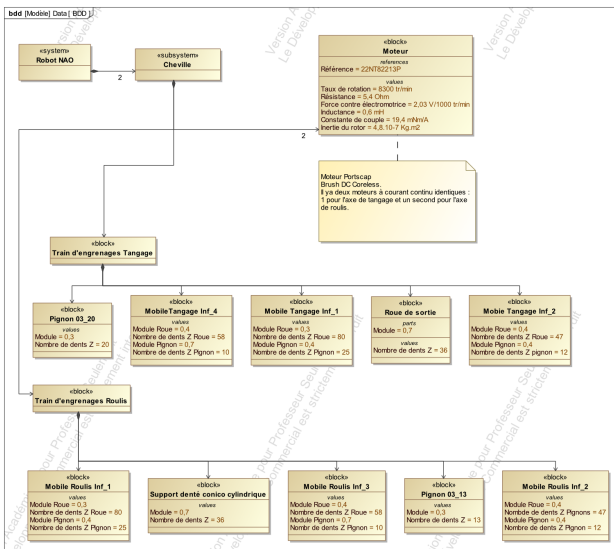 bdd [Modèle] Data [ BDD ]
«system»
Robot NAO
2
«subsystem»
Cheville
«block»
Moteur
references
Référence = 22NT82213P
values
Taux de rotation = 8300 tr/min
Résistance = 5,4 Ohm
Force contre électromotrice = 2,03 V/1000 tr/min
Inductance = 0,6 mH
Constante de couple = 19,4 mNm/A
Inertie du rotor = 4,8.10-7 Kg.m2
2
Moteur Portscap
Brush DC Coreless.
Il ya deux moteurs à courant continu identiques :
1 pour l'axe de tangage et un second pour l'axe
de roulis.
«block»
Train d'engrenages Tangage
«block»
Pignon 03_20
values
Module = 0,3
Nombre de dents Z = 20
«block»
MobileTangage Inf_4
values
Module Roue = 0,4
Nombre de dents Z Roue = 58
Module Pignon = 0,7
Nombre de dents Z Pignon = 10
«block»
Mobile Tangage Inf_1
values
Module Roue = 0.3
Nombre de dents Z Roue = 80
Module Pignon = 0,4
Nombre de dents Z Pignon = 25
«block»
Roue de sortie
parts
Module = 0,7
values
Nombre de dents Z = 36
«block»
Mobie Tangage Inf_2
values
Module Roue = 0.4
Nombre de dents Z Roue = 47
Module Pignon = 0,4
Nombre de dents Z pignon = 12
«block»
Train d'engrenages Roulis
«block»
Mobile Roulis Inf_1
values
Module Roue = 0.3
Nombre de dents Z Roue = 80
Module Pignon = 0.4
Nombre de dents Z Pignon = 25
«block»
Support denté conico cylindrique
values
Module = 0,7
Nombre de dents Z = 36
«block»
Mobile Roulis Inf_3
values
Module Roue = 0,4
Nombre de dents Z Roue = 58
Module Pignon = 0,7
Nombre de dents Z Pignon = 10
«block»
Pignon 03_13
values
Module = 0,3
Nombre de dents Z = 13
«block»
Mobile Roulis Inf_2
values
Module Roue = 0,4
Nombde de dents Z Pignons = 47
Module Pignon = 0,4
Nombre de dents Z Pignon = 12